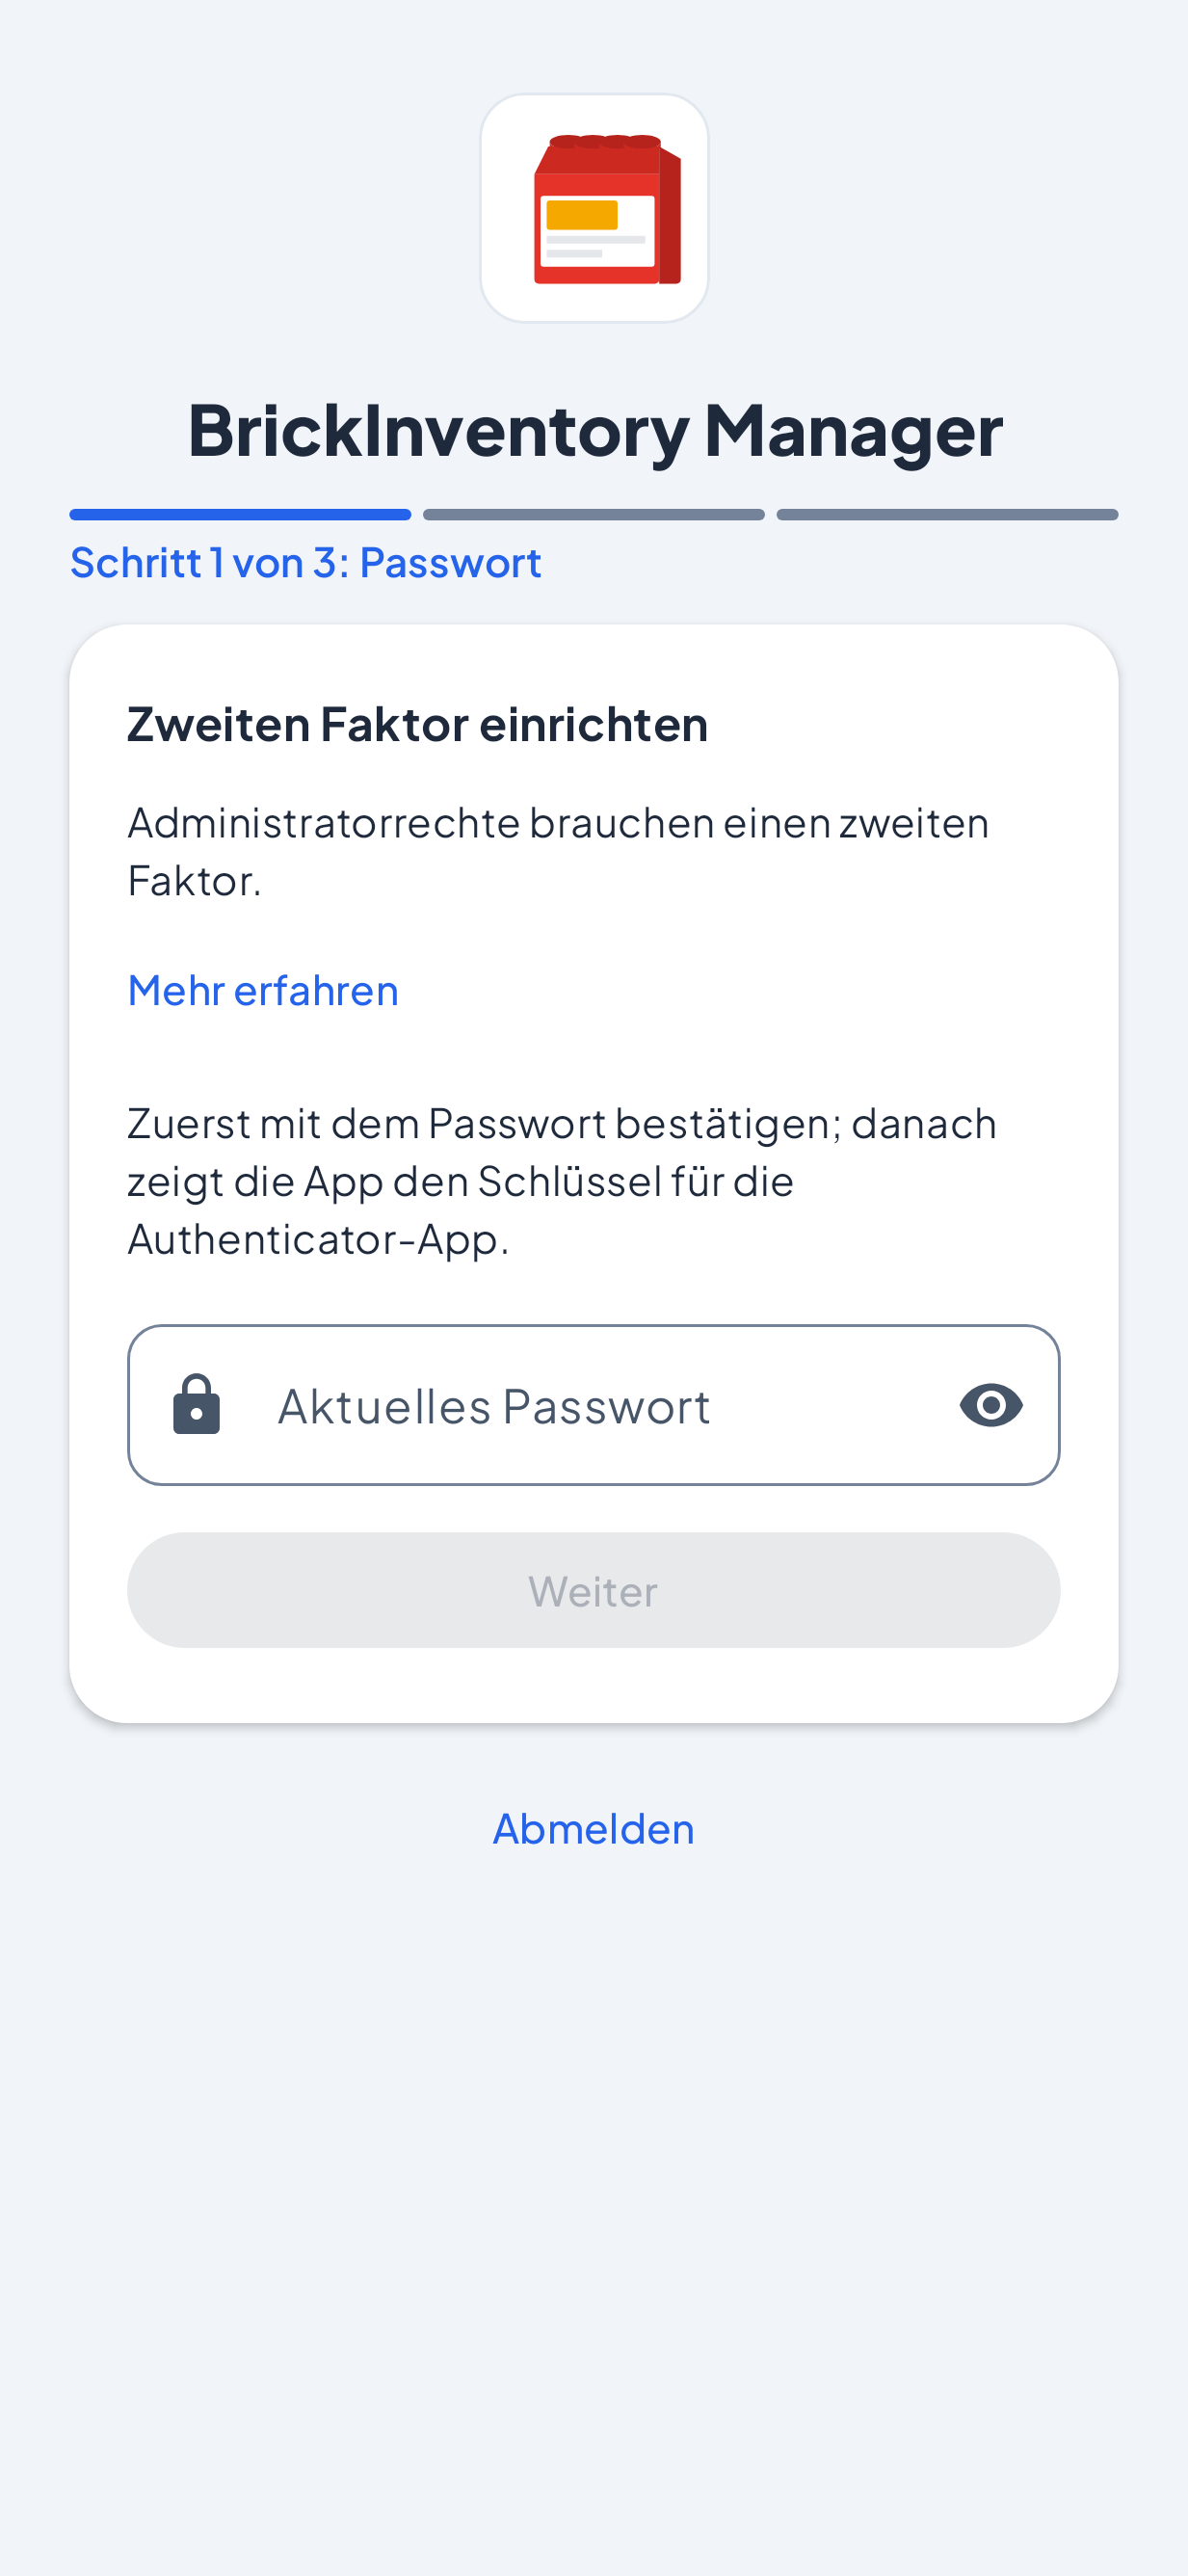 BrickInventory Manager
Schritt 1 von 3: Passwort
Zweiten Faktor einrichten
Administratorrechte brauchen einen zweiten
Faktor.
Mehr erfahren
Zuerst mit dem Passwort bestätigen; danach
zeigt die App den Schlüssel für die
Authenticator-App.
Aktuelles Passwort
Weiter
Abmelden